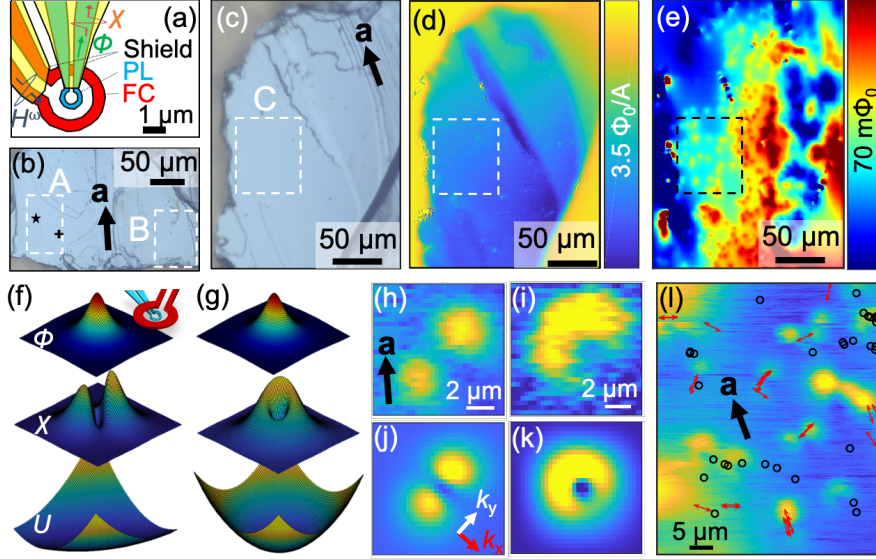 (a)
X
Φ
Shield
PL
FC
Hω
1 μm
(b)
50 μm
A
a
B
(c)
a
C
50 μm
(d)
50 μm
3.5 Φ₀/A
(e)
50 μm
70 mΦ₀
(f)
(g)
Φ
X
U
(h)
a
2 μm
(i)
2 μm
(j)
ky
kx
(k)
(l)
a
5 μm